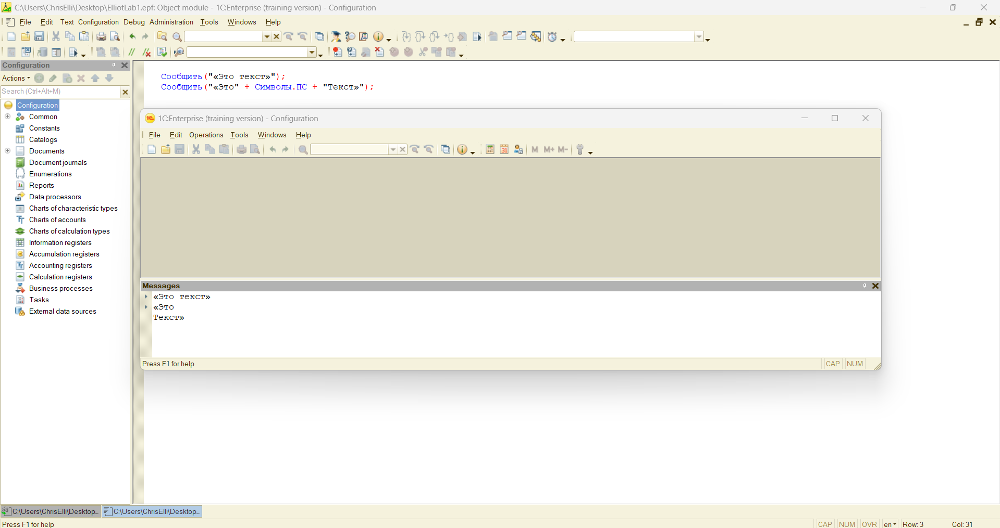 C:\Users\ChrisElli\Desktop\ElliotLab1.epf: Object module - 1C:Enterprise (training version) - Configuration
File Edit Text Configuration Debug Administration Tools Windows Help
Configuration
Actions
Search (Ctrl+Alt+M)
Configuration
Common
Constants
Catalogs
Documents
Document journals
Enumerations
Reports
Data processors
Charts of characteristic types
Charts of accounts
Charts of calculation types
Information registers
Accumulation registers
Accounting registers
Calculation registers
Business processes
Tasks
External data sources
Сообщить("«Это текст»");
Сообщить("«Это" + Символы.ПС + "Текст»");
1C:Enterprise (training version) - Configuration
File Edit Operations Tools Windows Help
31 M M+ M-
Messages
«Это текст»
«Это
Текст»
Press F1 for help CAP NUM
C:\Users\ChrisElli\Desktop... C:\Users\ChrisElli\Desktop...
Press F1 for help CAP NUM OVR en Row: 3 Col: 31